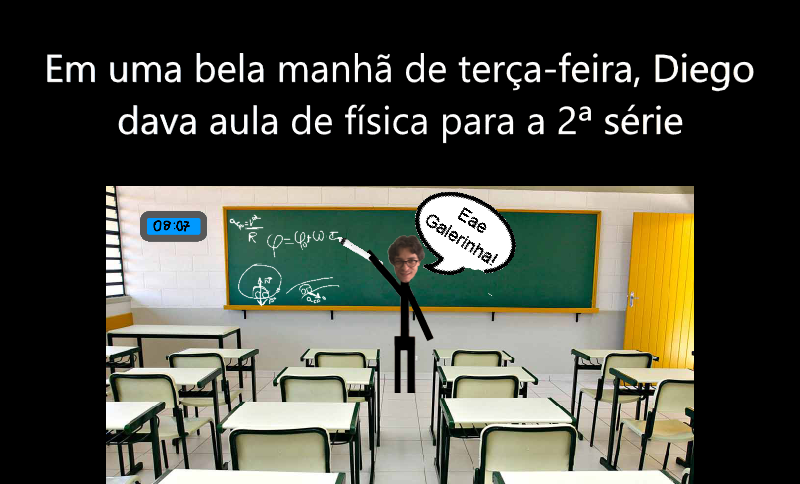 Em uma bela manhã de terça-feira, Diego
dava aula de física para a 2ª série
08:07
Eae
Galerinha!
R
φ=φ₀+ω